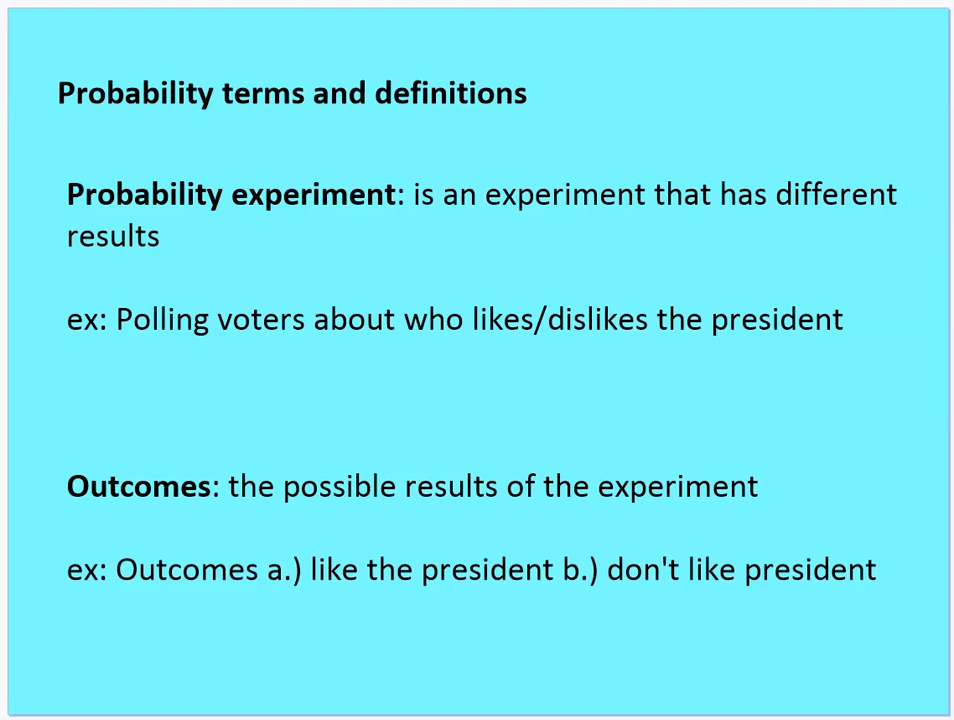 Probability terms and definitions
Probability experiment: is an experiment that has different
results
ex: Polling voters about who likes/dislikes the president
Outcomes: the possible results of the experiment
ex: Outcomes a.) like the president b.) don't like president